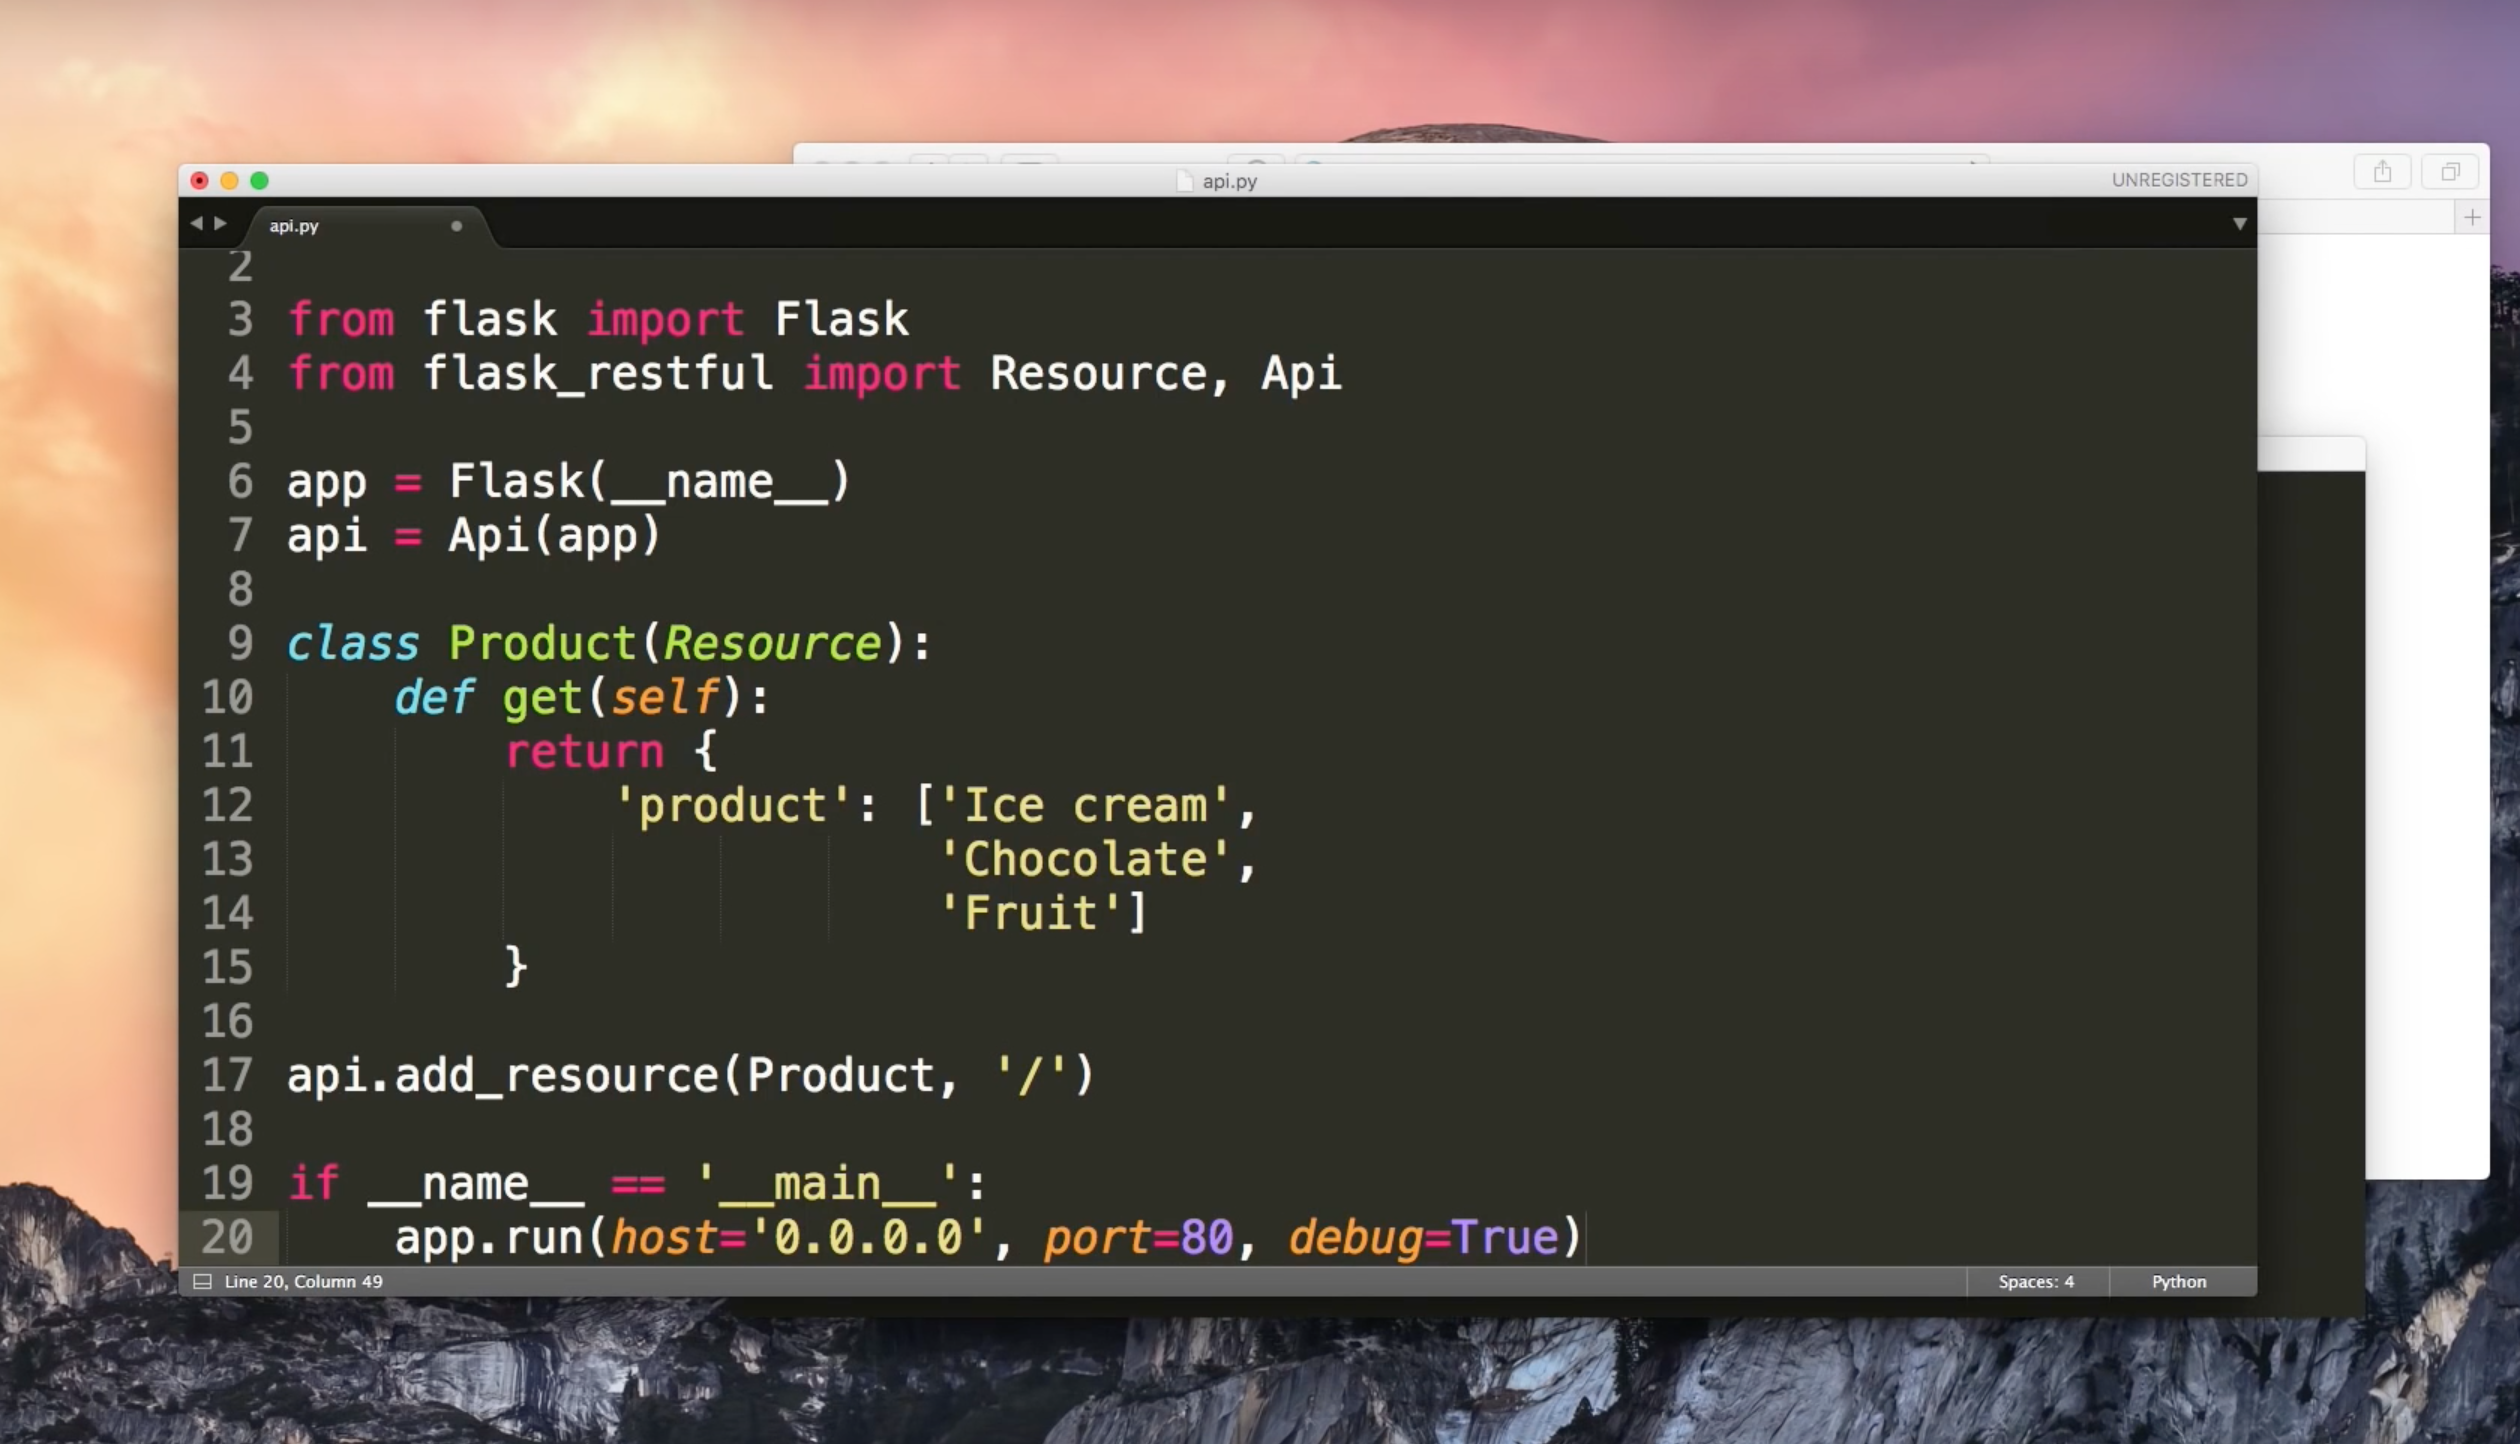 api.py
UNREGISTERED
api.py
2
3 from flask import Flask
4 from flask_restful import Resource, Api
5
6 app = Flask(__name__)
7 api = Api(app)
8
9 class Product(Resource):
10     def get(self):
11         return {
12             'product': ['Ice cream',
13                         'Chocolate',
14                         'Fruit']
15         }
16
17 api.add_resource(Product, '/')
18
19 if __name__ == '__main__':
20     app.run(host='0.0.0.0', port=80, debug=True)
Line 20, Column 49
Spaces: 4
Python